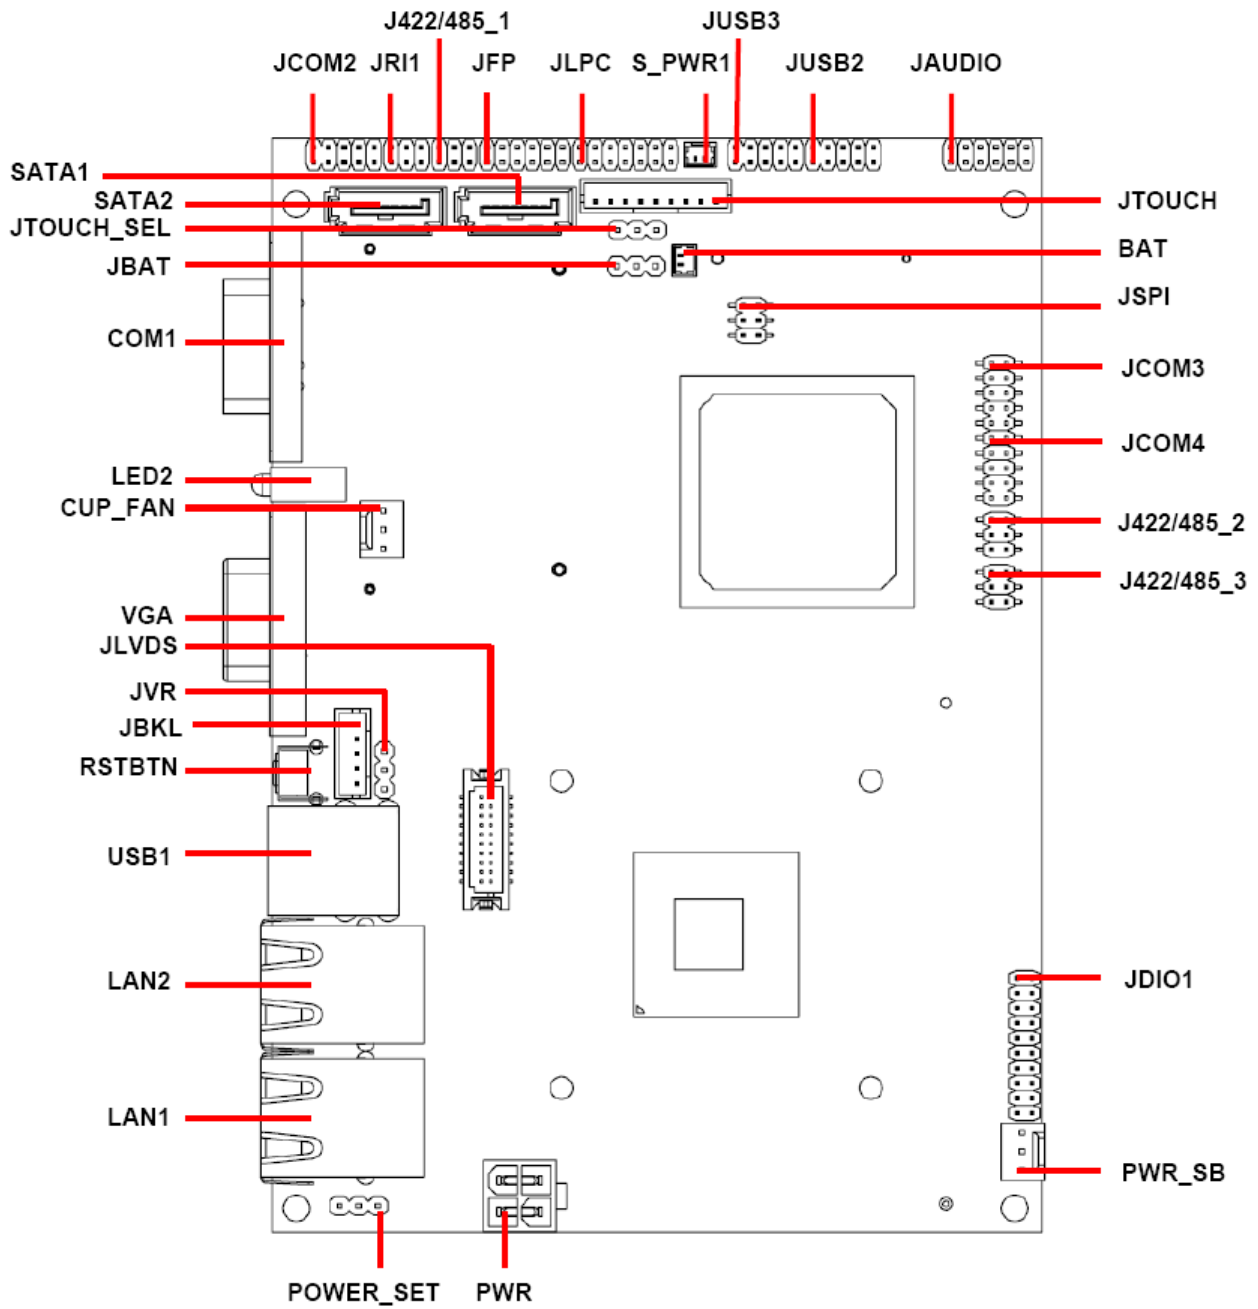 J422/485_1
JUSB3
JCOM2
JRI1
JFP
JLPC
S_PWR1
JUSB2
JAUDIO
SATA1
SATA2
JTOUCH
JTOUCH_SEL
BAT
JBAT
JSPI
COM1
JCOM3
JCOM4
LED2
CUP_FAN
J422/485_2
J422/485_3
VGA
JLVDS
JVR
JBKL
RSTBTN
USB1
LAN2
JDIO1
LAN1
PWR_SB
POWER_SET
PWR